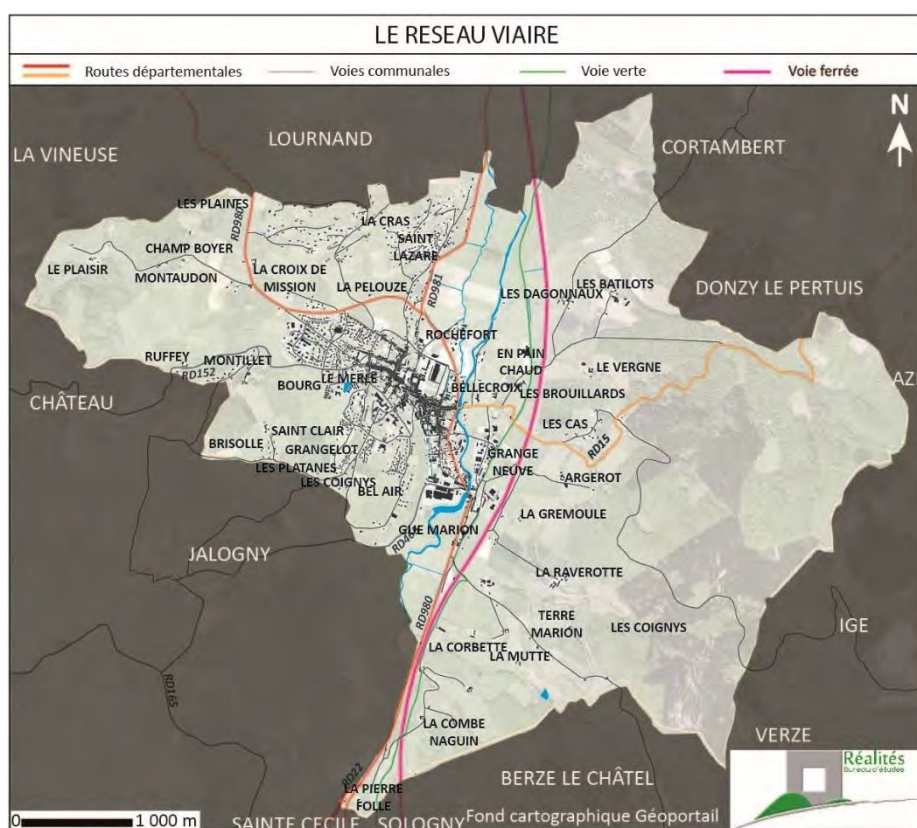 LE RESEAU VIAIRE
Routes départementales
Voies communales
Voie verte
Voie ferrée
N
LOURNAND
CORTAMBERT
LA VINEUSE
LES PLAINES
RD980
LA CRAS
SAINT
LAZARE
CHAMP BOYER
LE PLAISIR
MONTAUDON
LA CROIX DE
MISSION
LA PELOUZE
RD981
LES DAGONNAUX
LES BATILOTS
DONZY LE PERTUIS
ROCHEFORT
RUFFEY
MONTILLET
RD152
EN PAIN
CHAUD
LE VERGNE
BOURG
LE MERLE
BELLECROIX
LES BROUILLARDS
AZ
CHÂTEAU
SAINT CLAIR
LES CAS
BRISOLLE
GRANGELOT
GRANGE
NEUVE
RD15
LES PLATANES
LES COIGNYS
ARGEROT
BEL AIR
LA GREMOULE
GUE MARION
RD46
JALOGNY
LA RAVEROTTE
RD980
TERRE
MARION
LES COIGNYS
IGE
LA CORBETTE
LA MUTTE
RD165
LA COMBE
NAGUIN
VERZE
RD22
LA PIERRE
FOLLE
BERZE LE CHÂTEL
Réalités
Bureau d'études
0 1 000 m
SAINTE CECILE
SOLOGNY
Fond cartographique Géoportail